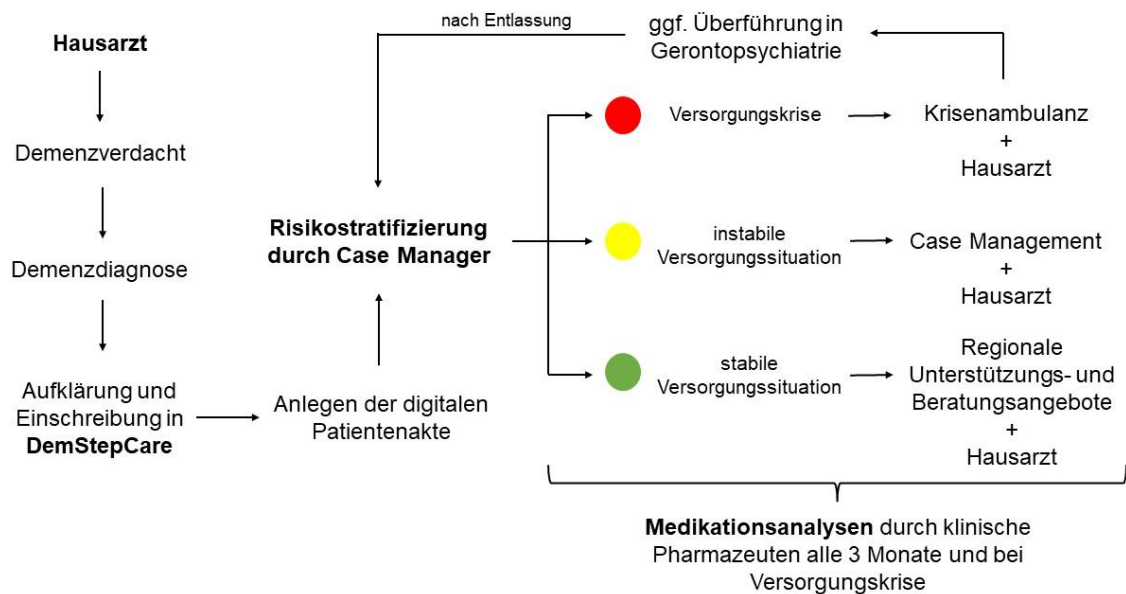 Hausarzt
Demenzverdacht
Demenzdiagnose
Aufklärung und
Einschreibung in
DemStepCare
Anlegen der digitalen
Patientenakte
Risikostratifizierung
durch Case Manager
nach Entlassung
ggf. Überführung in
Gerontopsychiatrie
Versorgungskrise
Krisenambulanz
+
Hausarzt
instabile
Versorgungssituation
Case Management
+
Hausarzt
stabile
Versorgungssituation
Regionale
Unterstützungs- und
Beratungsangebote
+
Hausarzt
Medikationsanalysen durch klinische
Pharmazeuten alle 3 Monate und bei
Versorgungskrise